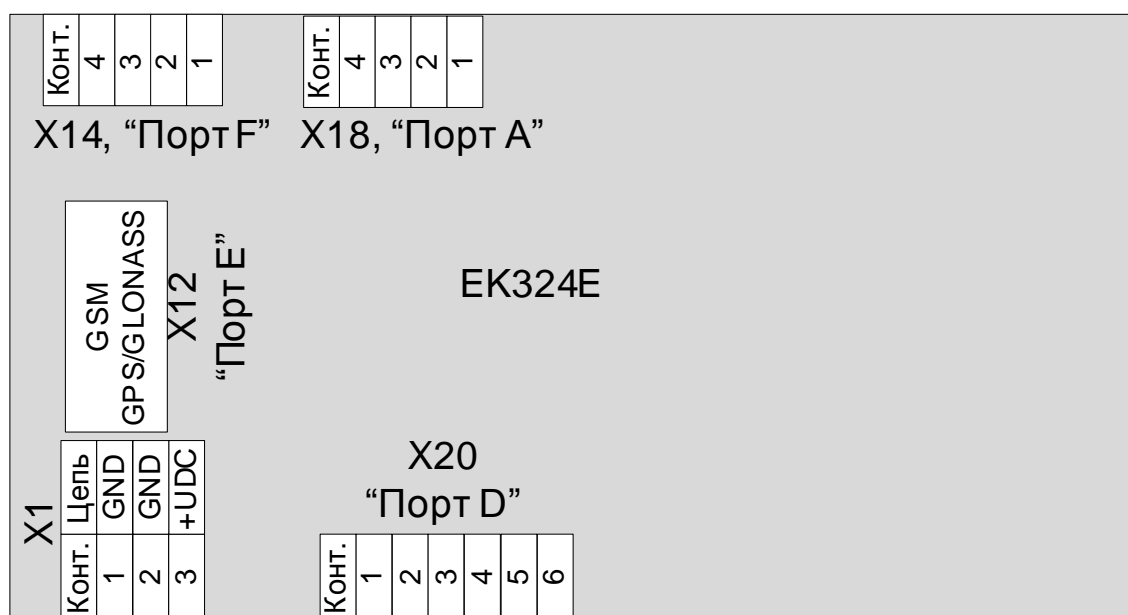 Конт. 4 3 2 1
Конт. 4 3 2 1
X14, “Порт F”
X18, “Порт A”
GSM
GPS/GLONASS
X12
“Порт E”
EK324E
X1
Цепь GND GND +UDC
Конт. 1 2 3
X20
“Порт D”
Конт. 1 2 3 4 5 6